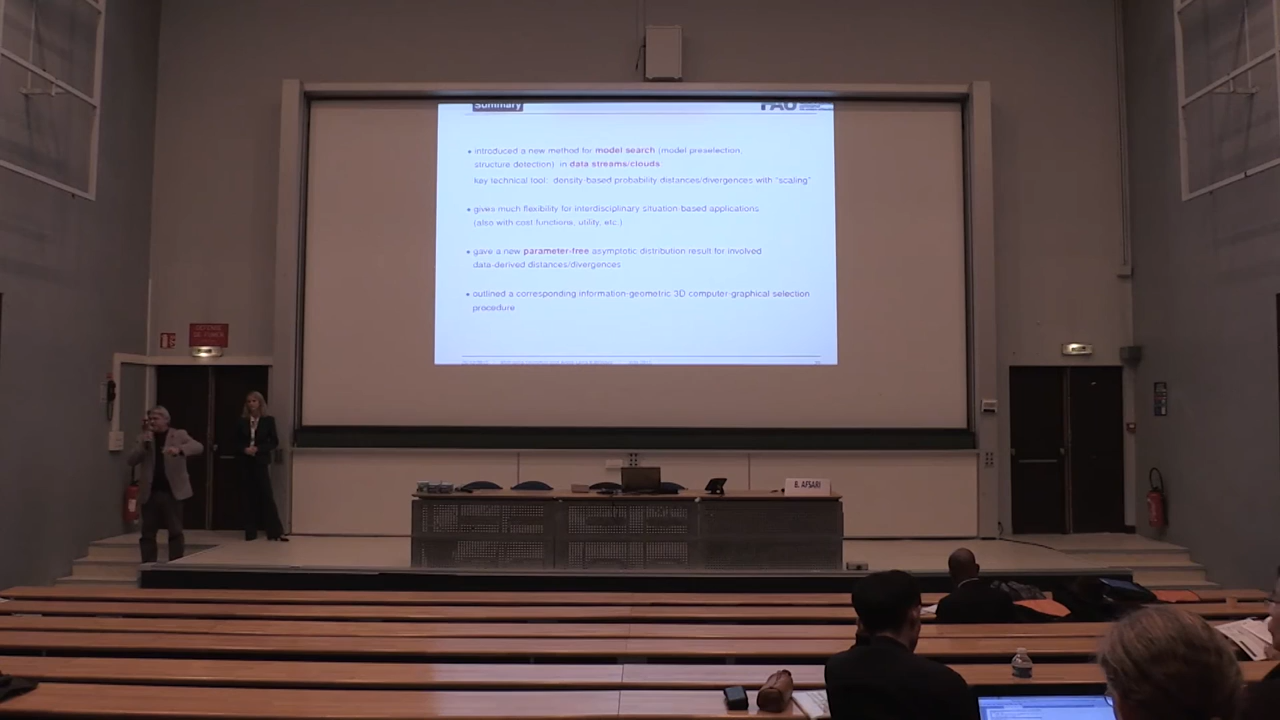 Summary
FAU
• introduced a new method for model search (model preselection,
structure detection) in data streams/clouds
key technical tool: density-based probability distances/divergences with "scaling"
• gives much flexibility for interdisciplinary situation-based applications
(also with cost functions, utility, etc.)
• gave a new parameter-free asymptotic distribution result for involved
data-derived distances/divergences
• outlined a corresponding information-geometric 3D computer-graphical selection
procedure
DEFENSE
DE FUMER
B. AFSARI